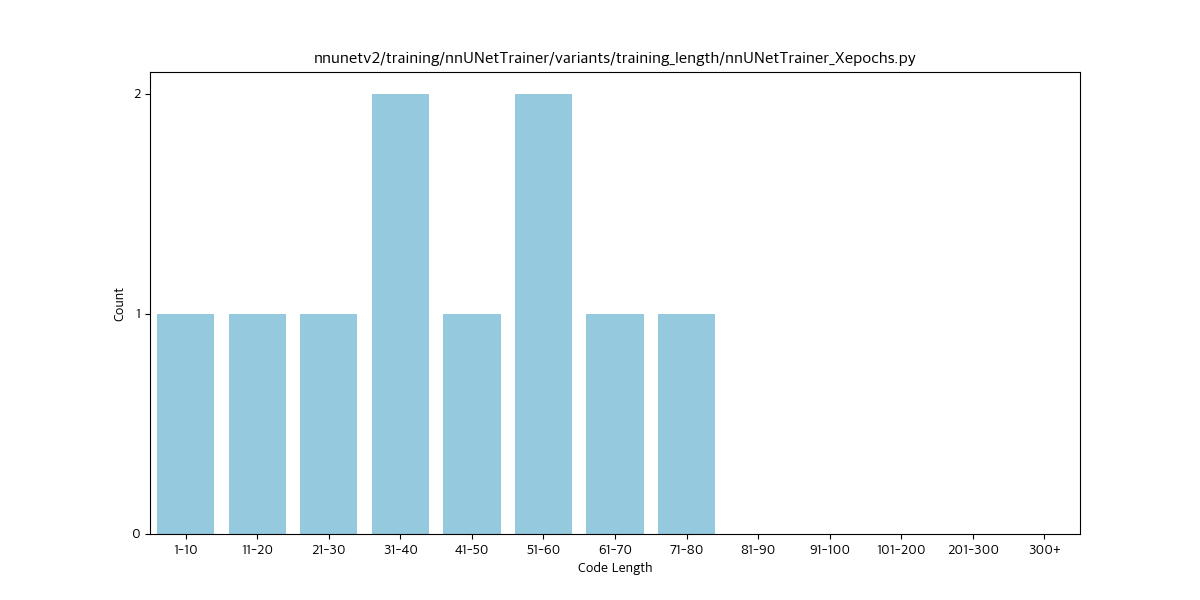 nnunetv2/training/nnUNetTrainer/variants/training_length/nnUNetTrainer_Xepochs.py
2
1
0
Count
1-10 11-20 21-30 31-40 41-50 51-60 61-70 71-80 81-90 91-100 101-200 201-300 300+
Code Length